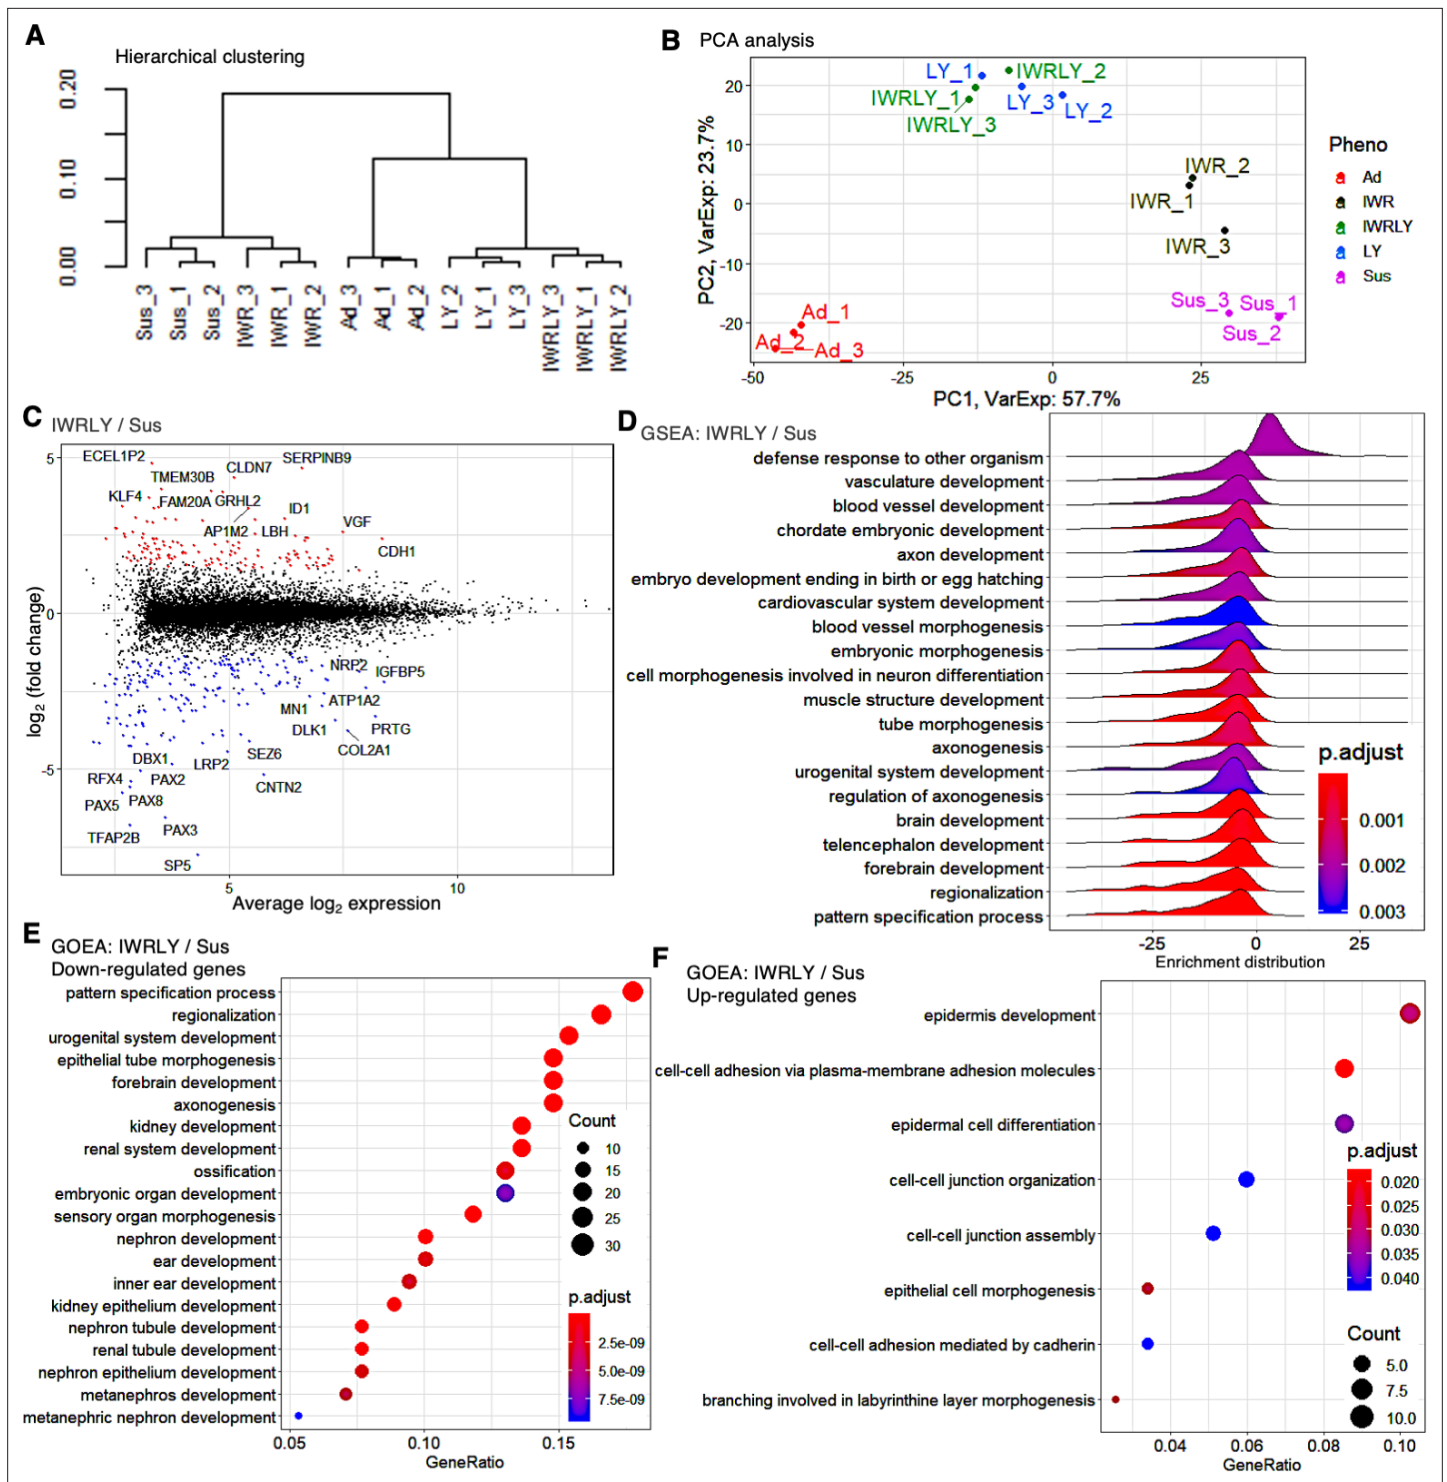 A
Hierarchical clustering
0.20
0.10
0.00
Sus_3
Sus_1
Sus_2
IWR_3
IWR_1
IWR_2
Ad_3
Ad_1
Ad_2
LY_2
LY_1
LY_3
IWRLY_3
IWRLY_1
IWRLY_2
B
PCA analysis
PC2, VarExp: 23.7%
20
10
0
-10
-20
LY_1
IWRLY_2
IWRLY_1
LY_3
LY_2
IWRLY_3
IWR_2
IWR_1
IWR_3
Sus_3
Sus_1
Sus_2
Ad_1
Ad_2
Ad_3
-50
-25
0
25
PC1, VarExp: 57.7%
Pheno
a Ad
a IWR
a IWRLY
a LY
a Sus
C
IWRLY / Sus
log2 (fold change)
5
0
-5
ECEL1P2
SERPINB9
CLDN7
TMEM30B
KLF4
FAM20A
GRHL2
ID1
AP1M2
LBH
VGF
CDH1
NRP2
IGFBP5
ATP1A2
MN1
DLK1
PRTG
COL2A1
SEZ6
DBX1
LRP2
RFX4
PAX2
CNTN2
PAX5
PAX8
PAX3
TFAP2B
SP5
5
10
Average log2 expression
D
GSEA: IWRLY / Sus
defense response to other organism
vasculature development
blood vessel development
chordate embryonic development
axon development
embryo development ending in birth or egg hatching
cardiovascular system development
blood vessel morphogenesis
embryonic morphogenesis
cell morphogenesis involved in neuron differentiation
muscle structure development
tube morphogenesis
axonogenesis
urogenital system development
regulation of axonogenesis
brain development
telencephalon development
forebrain development
regionalization
pattern specification process
-25
0
25
Enrichment distribution
p.adjust
0.001
0.002
0.003
E
GOEA: IWRLY / Sus
Down-regulated genes
pattern specification process
regionalization
urogenital system development
epithelial tube morphogenesis
forebrain development
axonogenesis
kidney development
renal system development
ossification
embryonic organ development
sensory organ morphogenesis
nephron development
ear development
inner ear development
kidney epithelium development
nephron tubule development
renal tubule development
nephron epithelium development
metanephros development
metanephric nephron development
0.05
0.10
0.15
GeneRatio
Count
10
15
20
25
30
p.adjust
2.5e-09
5.0e-09
7.5e-09
F
GOEA: IWRLY / Sus
Up-regulated genes
epidermis development
cell-cell adhesion via plasma-membrane adhesion molecules
epidermal cell differentiation
cell-cell junction organization
cell-cell junction assembly
epithelial cell morphogenesis
cell-cell adhesion mediated by cadherin
branching involved in labyrinthine layer morphogenesis
0.04
0.06
0.08
0.10
GeneRatio
p.adjust
0.020
0.025
0.030
0.035
0.040
Count
5.0
7.5
10.0